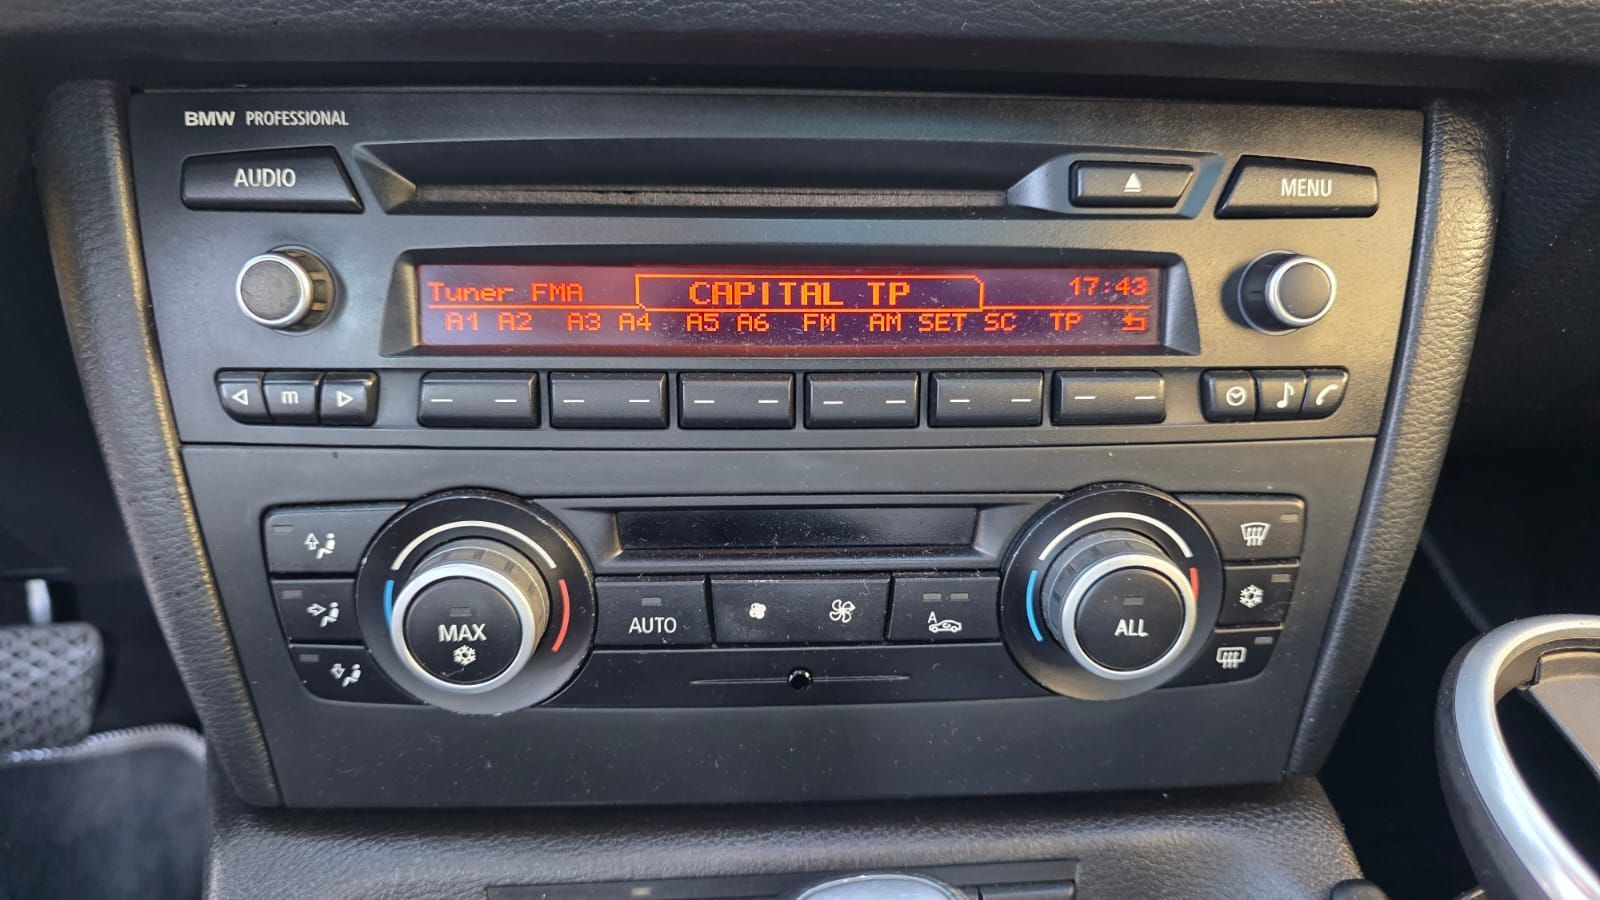 BMW PROFESSIONAL
AUDIO
MENU
Tuner FMA CAPITAL TP 17:43
A1 A2 A3 A4 A5 A6 FM AM SET SC TP
m
MAX
AUTO
A
ALL